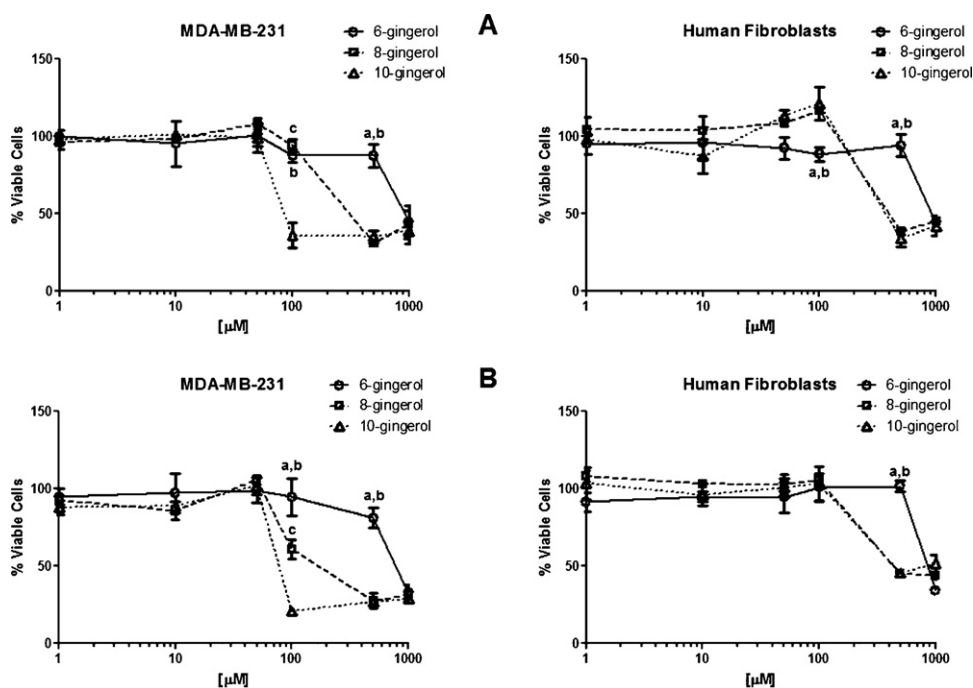 MDA-MB-231
6-gingerol
8-gingerol
10-gingerol
% Viable Cells
150
100
50
0
c
b
a,b
1
10
100
1000
[µM]
A
Human Fibroblasts
6-gingerol
8-gingerol
10-gingerol
% Viable Cells
150
100
50
0
a,b
a,b
1
10
100
1000
[µM]
MDA-MB-231
6-gingerol
8-gingerol
10-gingerol
% Viable Cells
150
100
50
0
a,b
c
a,b
1
10
100
1000
[µM]
B
Human Fibroblasts
6-gingerol
8-gingerol
10-gingerol
% Viable Cells
150
100
50
0
a,b
1
10
100
1000
[µM]